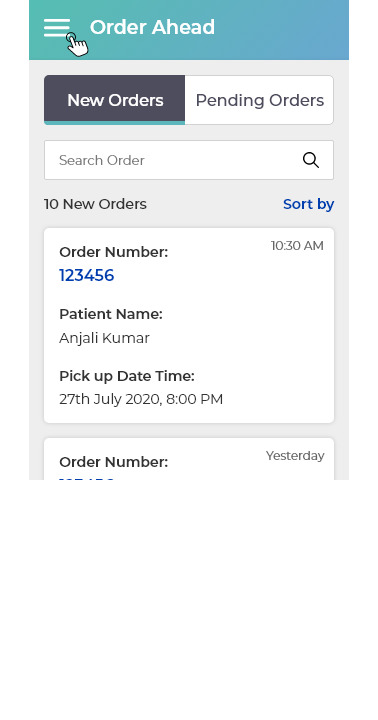 Order Ahead
New Orders
Pending Orders
Search Order
10 New Orders
Sort by
10:30 AM
Order Number:
123456
Patient Name:
Anjali Kumar
Pick up Date Time:
27th July 2020, 8:00 PM
Yesterday
Order Number: